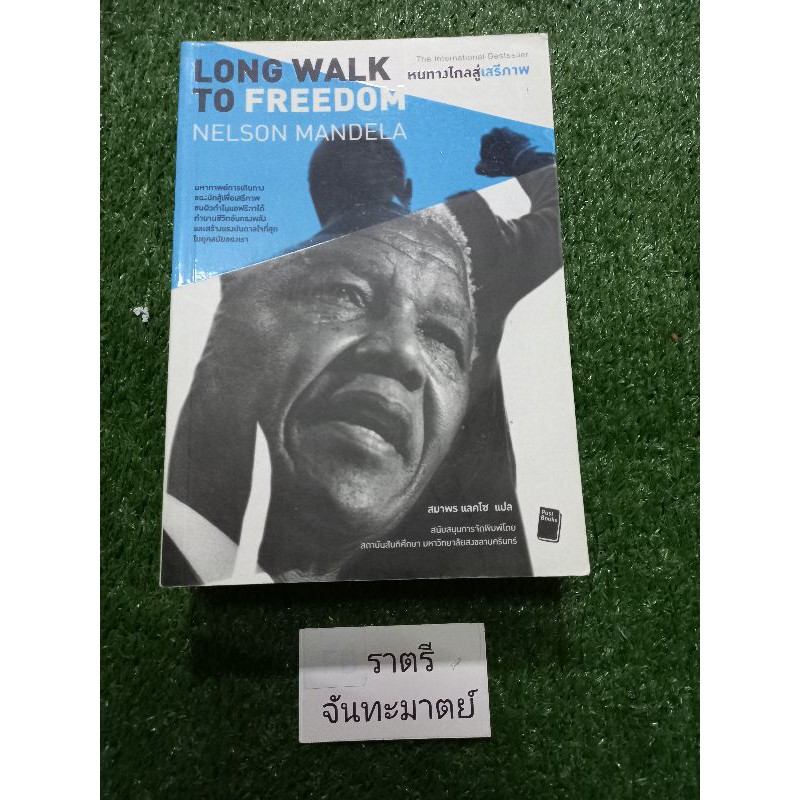 The International Bestseller
LONG WALK
TO FREEDOM
หนทางไกลสู่เสรีภาพ
NELSON MANDELA
มหากาพย์การเดินทาง
ของนักสู้เพื่อเสรีภาพ
ชนผิวดำในแอฟริกาใต้
ตำนานชีวิตอันทรงพลัง
และสร้างแรงบันดาลใจที่สุด
ในยุคสมัยของเรา
สมาพร แลคโซ แปล
สนับสนุนการจัดพิมพ์โดย
สถาบันสันติศึกษา มหาวิทยาลัยสงขลานครินทร์
Post
Books
ราตรี
จันทะมาตย์